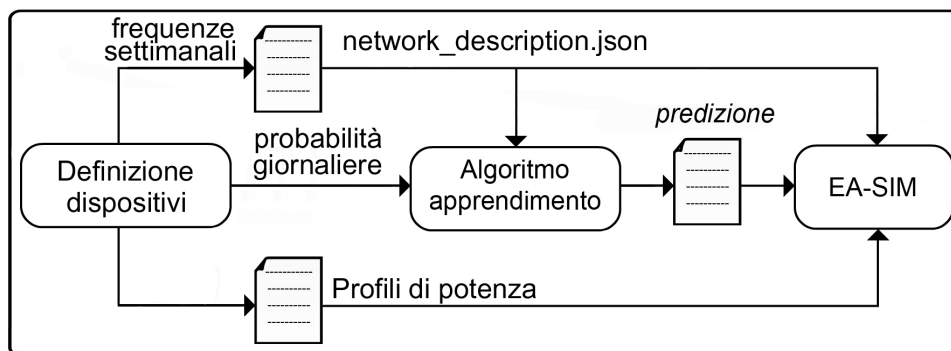 frequenze
settimanali
network_description.json
predizione
probabilità
giornaliere
Definizione
dispositivi
Algoritmo
apprendimento
EA-SIM
Profili di potenza